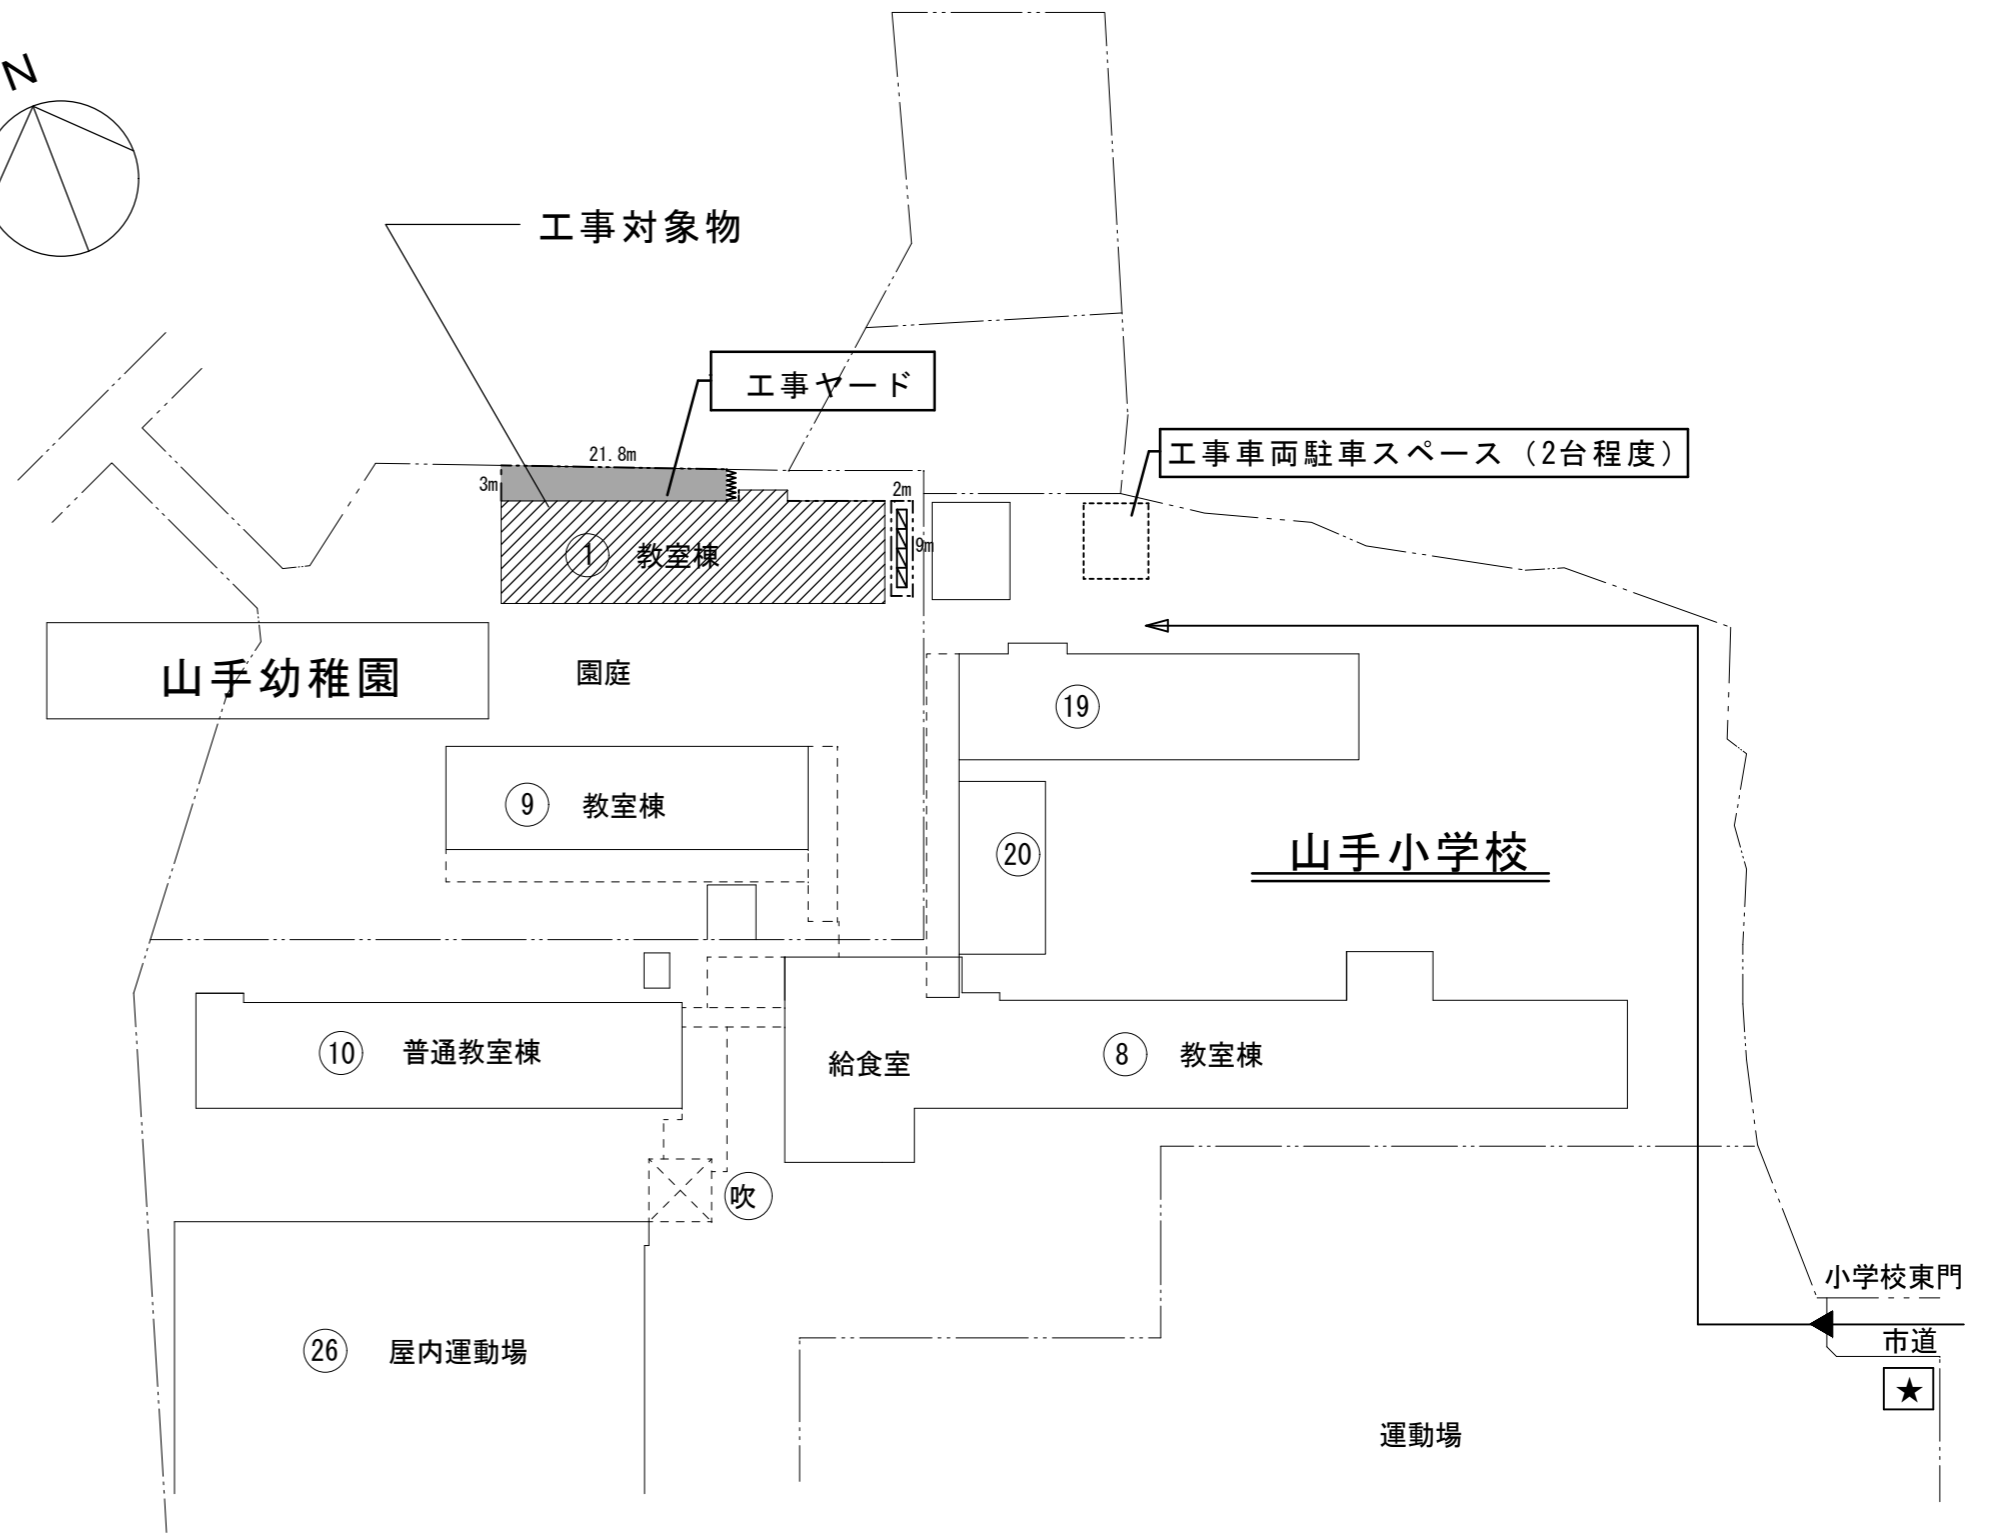 N
工事対象物
工事ヤード
工事車両駐車スペース（2台程度）
21.8m
3m
2m
9m
1 教室棟
山手幼稚園
園庭
19
9 教室棟
20
山手小学校
10 普通教室棟
給食室
8 教室棟
吹
小学校東門
市道
★
26 屋内運動場
運動場